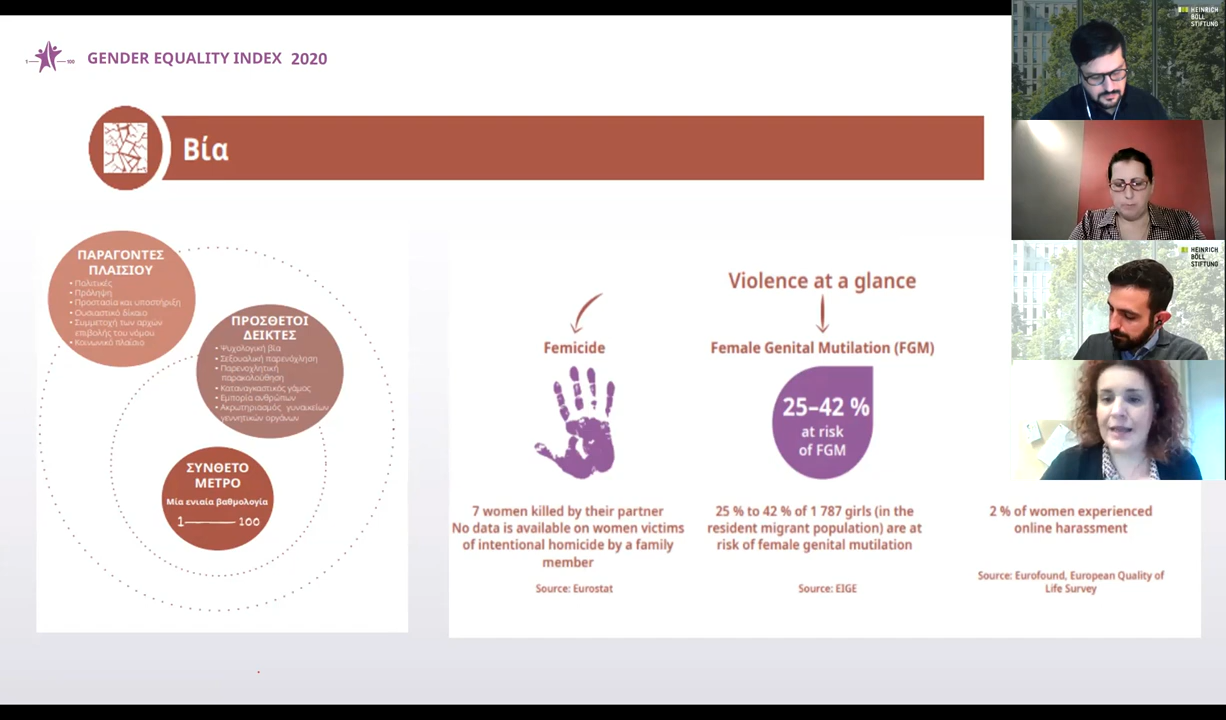 GENDER EQUALITY INDEX 2020
1 100
Βία
ΠΑΡΑΓΟΝΤΕΣ
ΠΛΑΙΣΙΟΥ
• Πολιτικές
• Πρόληψη
• Προστασία και υποστήριξη
• Ουσιαστικό δίκαιο
• Συμμετοχή των αρχών
επιβολής του νόμου
• Κοινωνικό πλαίσιο
ΠΡΟΣΘΕΤΟΙ
ΔΕΙΚΤΕΣ
• Ψυχολογική βία
• Σεξουαλική παρενόχληση
• Παρενοχλητική
παρακολούθηση
• Καταναγκαστικός γάμος
• Εμπορία ανθρώπων
• Ακρωτηριασμός γυναικείων
γεννητικών οργάνων
ΣΥΝΘΕΤΟ
ΜΕΤΡΟ
Μία ενιαία βαθμολογία
1 100
Violence at a glance
Femicide
7 women killed by their partner
No data is available on women victims
of intentional homicide by a family
member
Source: Eurostat
Female Genital Mutilation (FGM)
25–42 %
at risk
of FGM
25 % to 42 % of 1 787 girls (in the
resident migrant population) are at
risk of female genital mutilation
Source: EIGE
2 % of women experienced
online harassment
Source: Eurofound, European Quality of
Life Survey
HEINRICH
BÖLL
STIFTUNG
HEINRICH
BÖLL
STIFTUNG